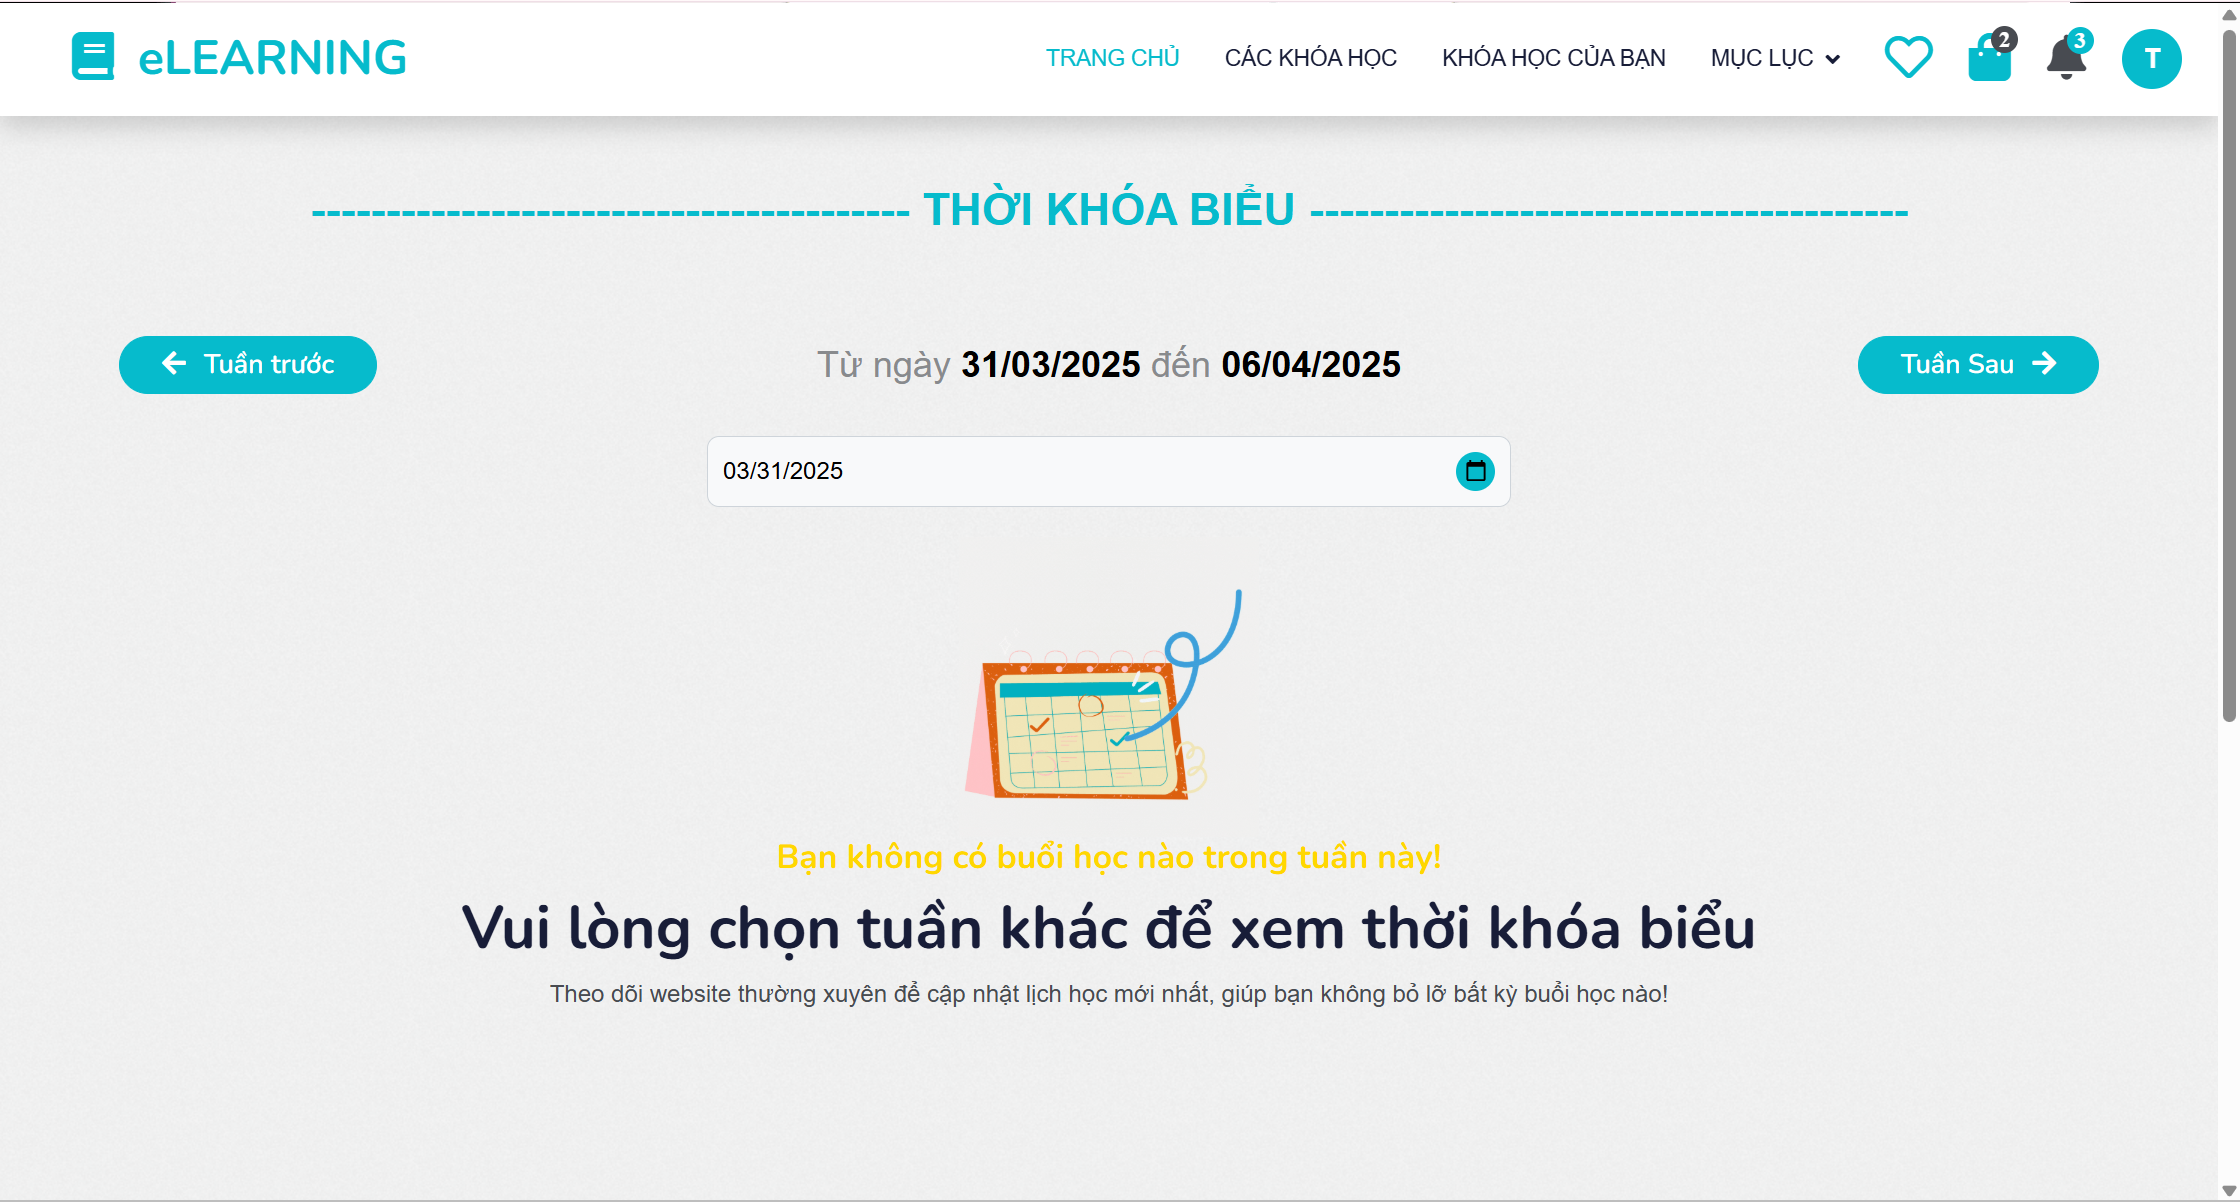 eLEARNING
TRANG CHỦ
CÁC KHÓA HỌC
KHÓA HỌC CỦA BẠN
MỤC LỤC
2
3
T
--------------------------------------- THỜI KHÓA BIỂU ---------------------------------------
Tuần trước
Từ ngày 31/03/2025 đến 06/04/2025
Tuần Sau
03/31/2025
Bạn không có buổi học nào trong tuần này!
Vui lòng chọn tuần khác để xem thời khóa biểu
Theo dõi website thường xuyên để cập nhật lịch học mới nhất, giúp bạn không bỏ lỡ bất kỳ buổi học nào!